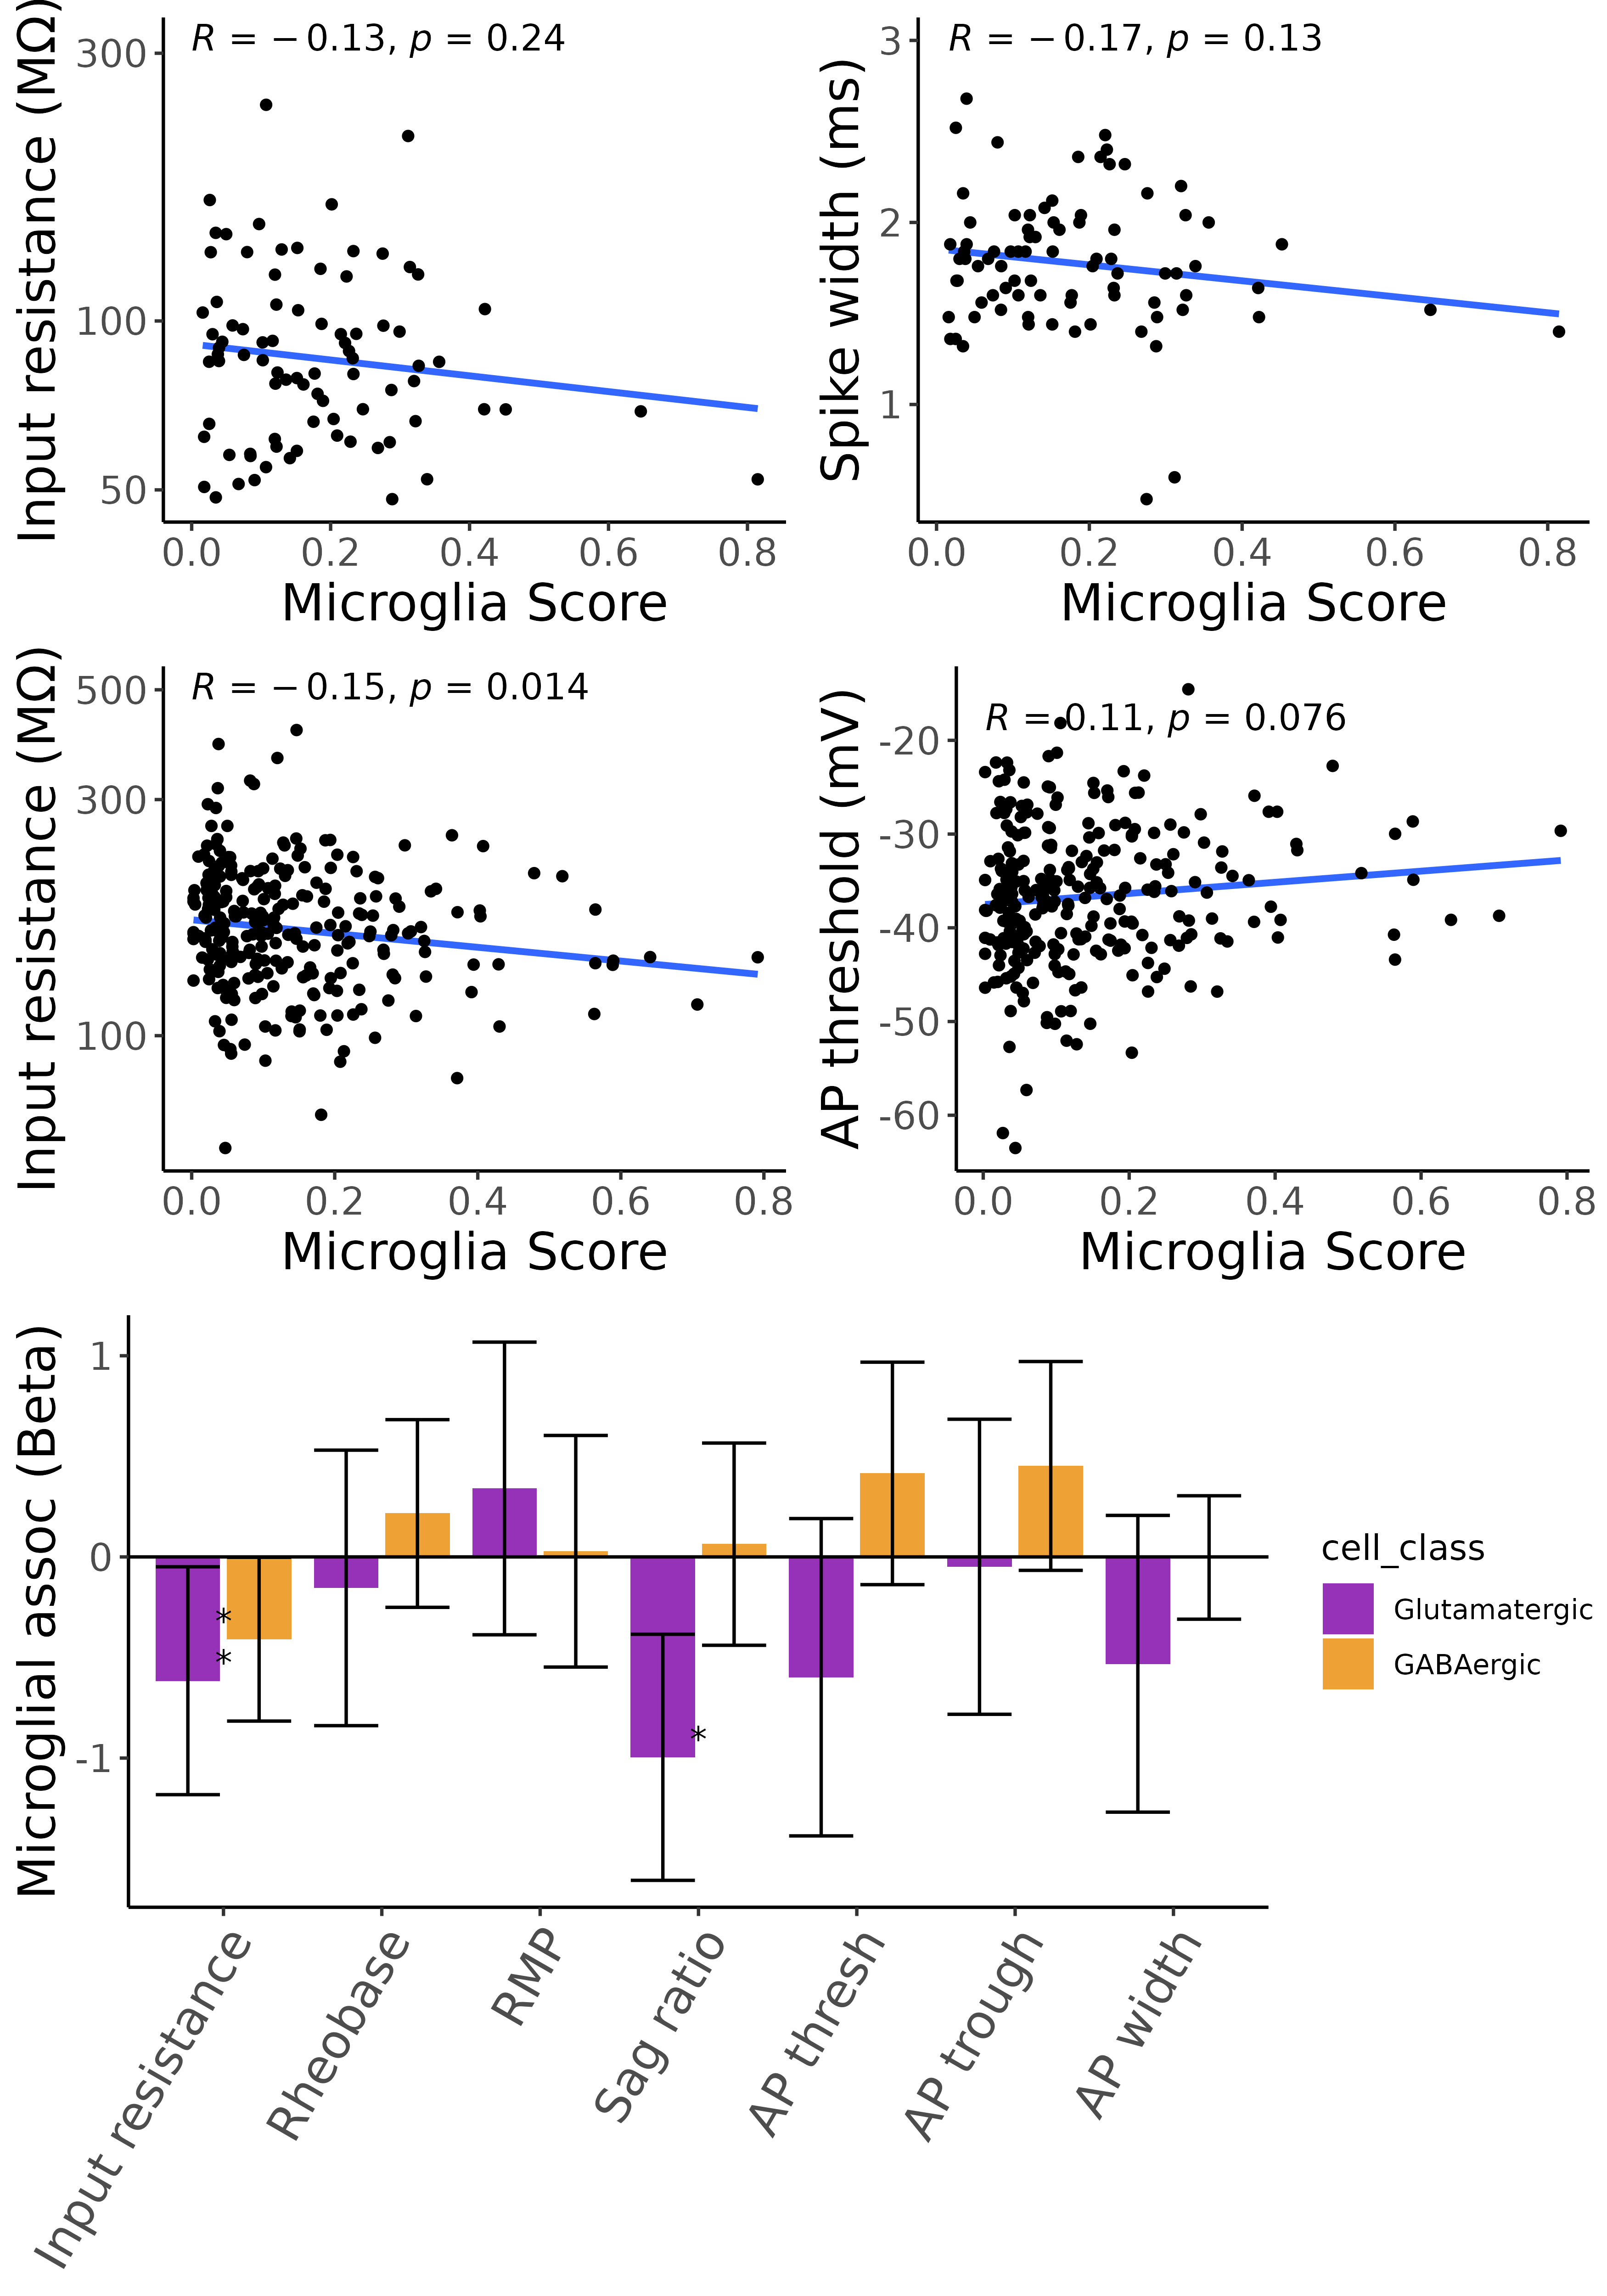 R = −0.13, p = 0.24
Input resistance (MΩ)
300
100
50
0.0 0.2 0.4 0.6 0.8
Microglia Score
R = −0.17, p = 0.13
Spike width (ms)
3
2
1
0.0 0.2 0.4 0.6 0.8
Microglia Score
R = −0.15, p = 0.014
Input resistance (MΩ)
500
300
100
0.0 0.2 0.4 0.6 0.8
Microglia Score
R = 0.11, p = 0.076
AP threshold (mV)
-20
-30
-40
-50
-60
0.0 0.2 0.4 0.6 0.8
Microglia Score
Microglial assoc (Beta)
1
0
-1
*
*
*
Input resistance
Rheobase
RMP
Sag ratio
AP thresh
AP trough
AP width
cell_class
Glutamatergic
GABAergic